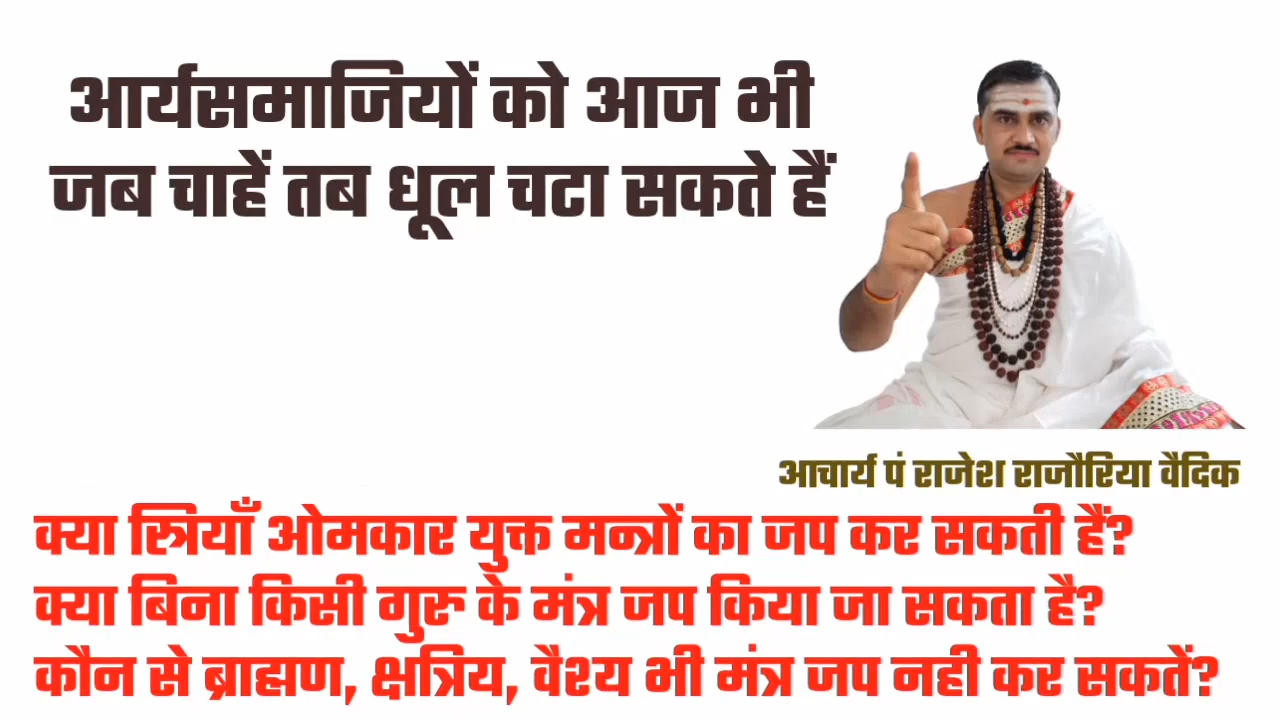 आर्यसमाजियों को आज भी
जब चाहें तब धूल चटा सकते हैं
आचार्य पं राजेश राजौरिया वैदिक
क्या स्त्रियाँ ओमकार युक्त मन्त्रों का जप कर सकती हैं?
क्या बिना किसी गुरु के मंत्र जप किया जा सकता है?
कौन से ब्राह्मण, क्षत्रिय, वैश्य भी मंत्र जप नही कर सकतें?